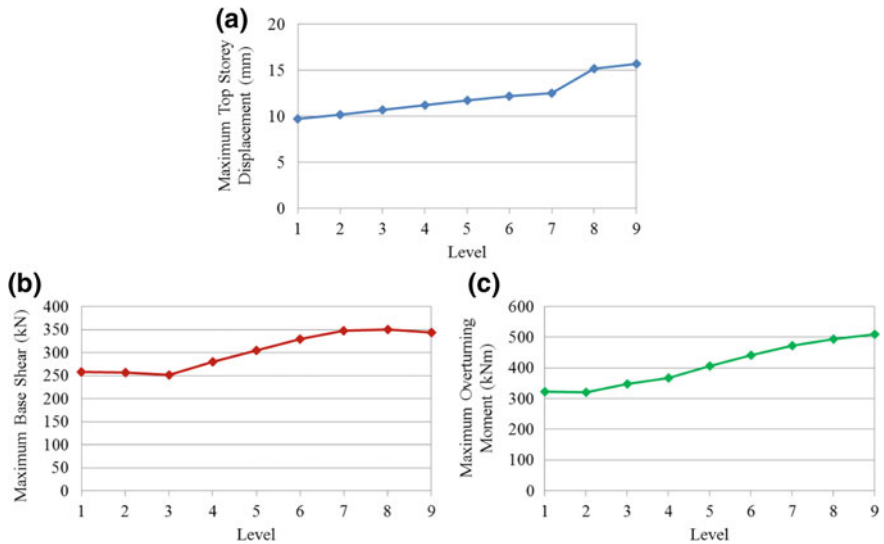 (a)
Maximum Top Storey
Displacement (mm)
20
15
10
5
0
1 2 3 4 5 6 7 8 9
Level
(b)
Maximum Base Shear (kN)
400
350
300
250
200
150
100
50
0
1 2 3 4 5 6 7 8 9
Level
(c)
Maximum Overturning
Moment (kNm)
600
500
400
300
200
100
0
1 2 3 4 5 6 7 8 9
Level